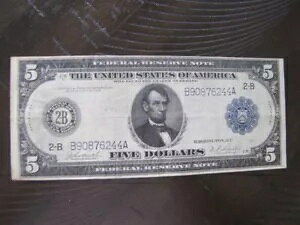 FEDERAL RESERVE NOTE
5 THE UNITED STATES OF AMERICA 5
B90876244A 2-B
2-B
2-B B90876244A
5 FIVE DOLLARS 5
FEDERAL RESERVE NOTE